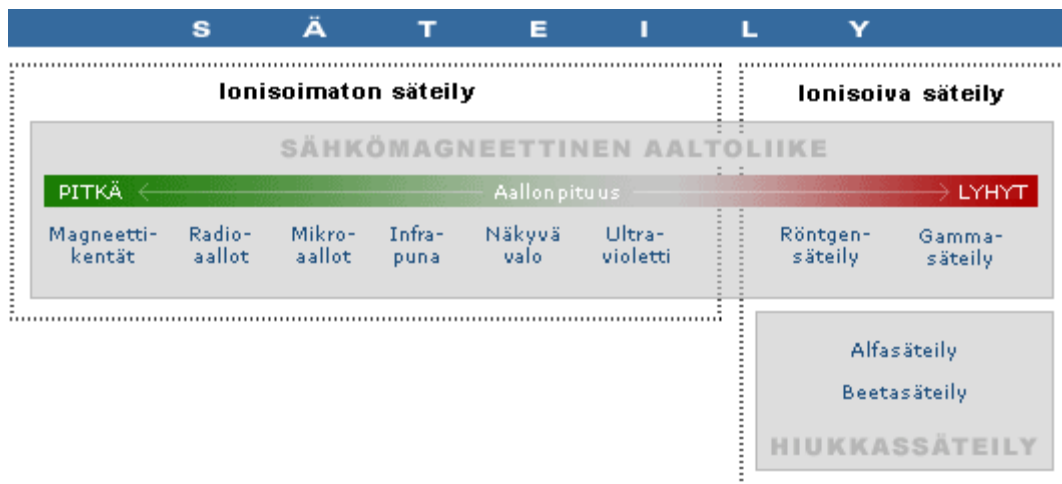 SÄTEILY
Ionisoimaton säteily
Ionisoiva säteily
SÄHKÖMAGNEETTINEN AALTOLIIKE
PITKÄ Aallonpituus LYHYT
Magneetti-
kentät
Radio-
aallot
Mikro-
aallot
Infra-
puna
Näkyvä
valo
Ultra-
violetti
Röntgen-
säteily
Gamma-
säteily
Alfasäteily
Beetasäteily
HIUKKASSÄTEILY